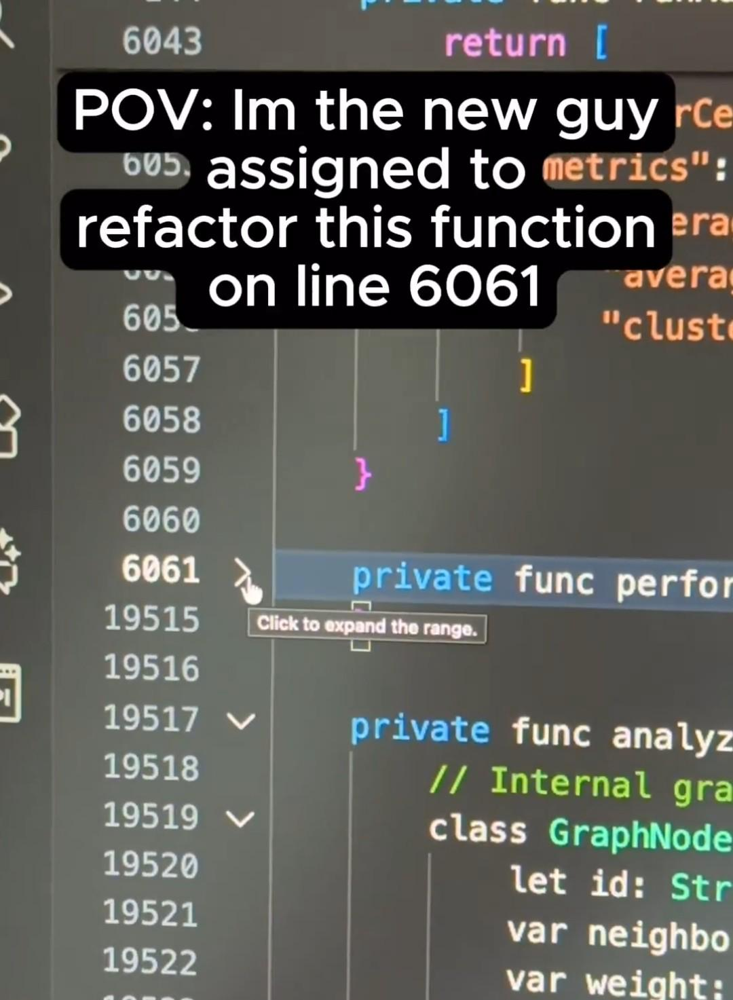 6043 return [
POV: Im the new guy
assigned to
refactor this function
on line 6061
metrics":
6057 ]
6058 ]
6059 }
6060
6061 private func perfor
Click to expand the range.
19515
19516
19517 private func analyz
19518 // Internal gra
19519 class GraphNode
19520 let id: Str
19521 var neighbo
19522 var weight: